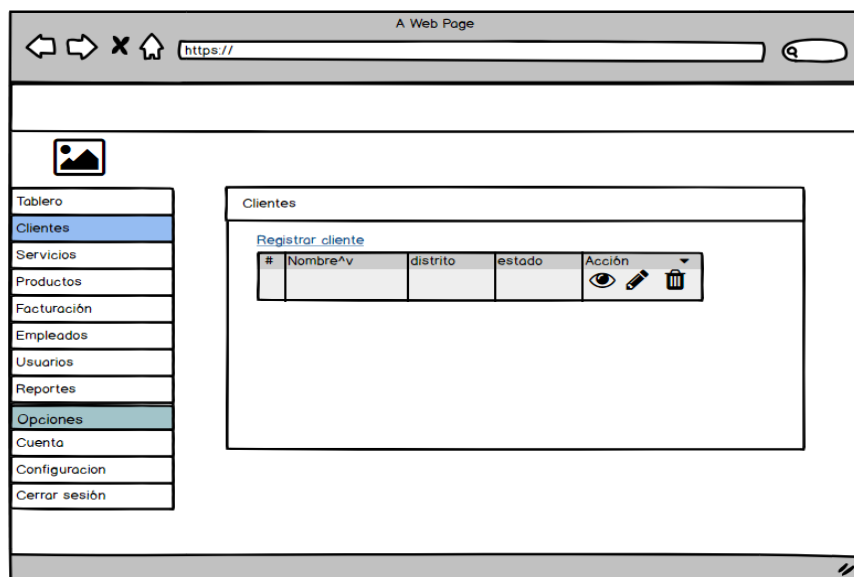 A Web Page
https://
Tablero
Clientes
Servicios
Productos
Facturación
Empleados
Usuarios
Reportes
Opciones
Cuenta
Configuracion
Cerrar sesión
Clientes
Registrar cliente
# Nombre^v distrito estado Acción